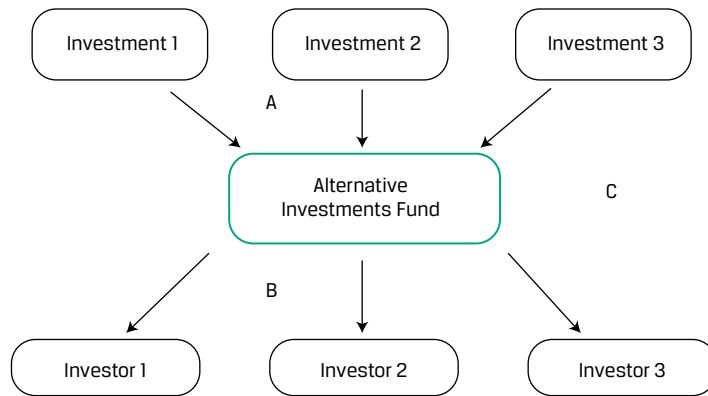 Investment 1
Investment 2
Investment 3
A
Alternative
Investments Fund
C
B
Investor 1
Investor 2
Investor 3